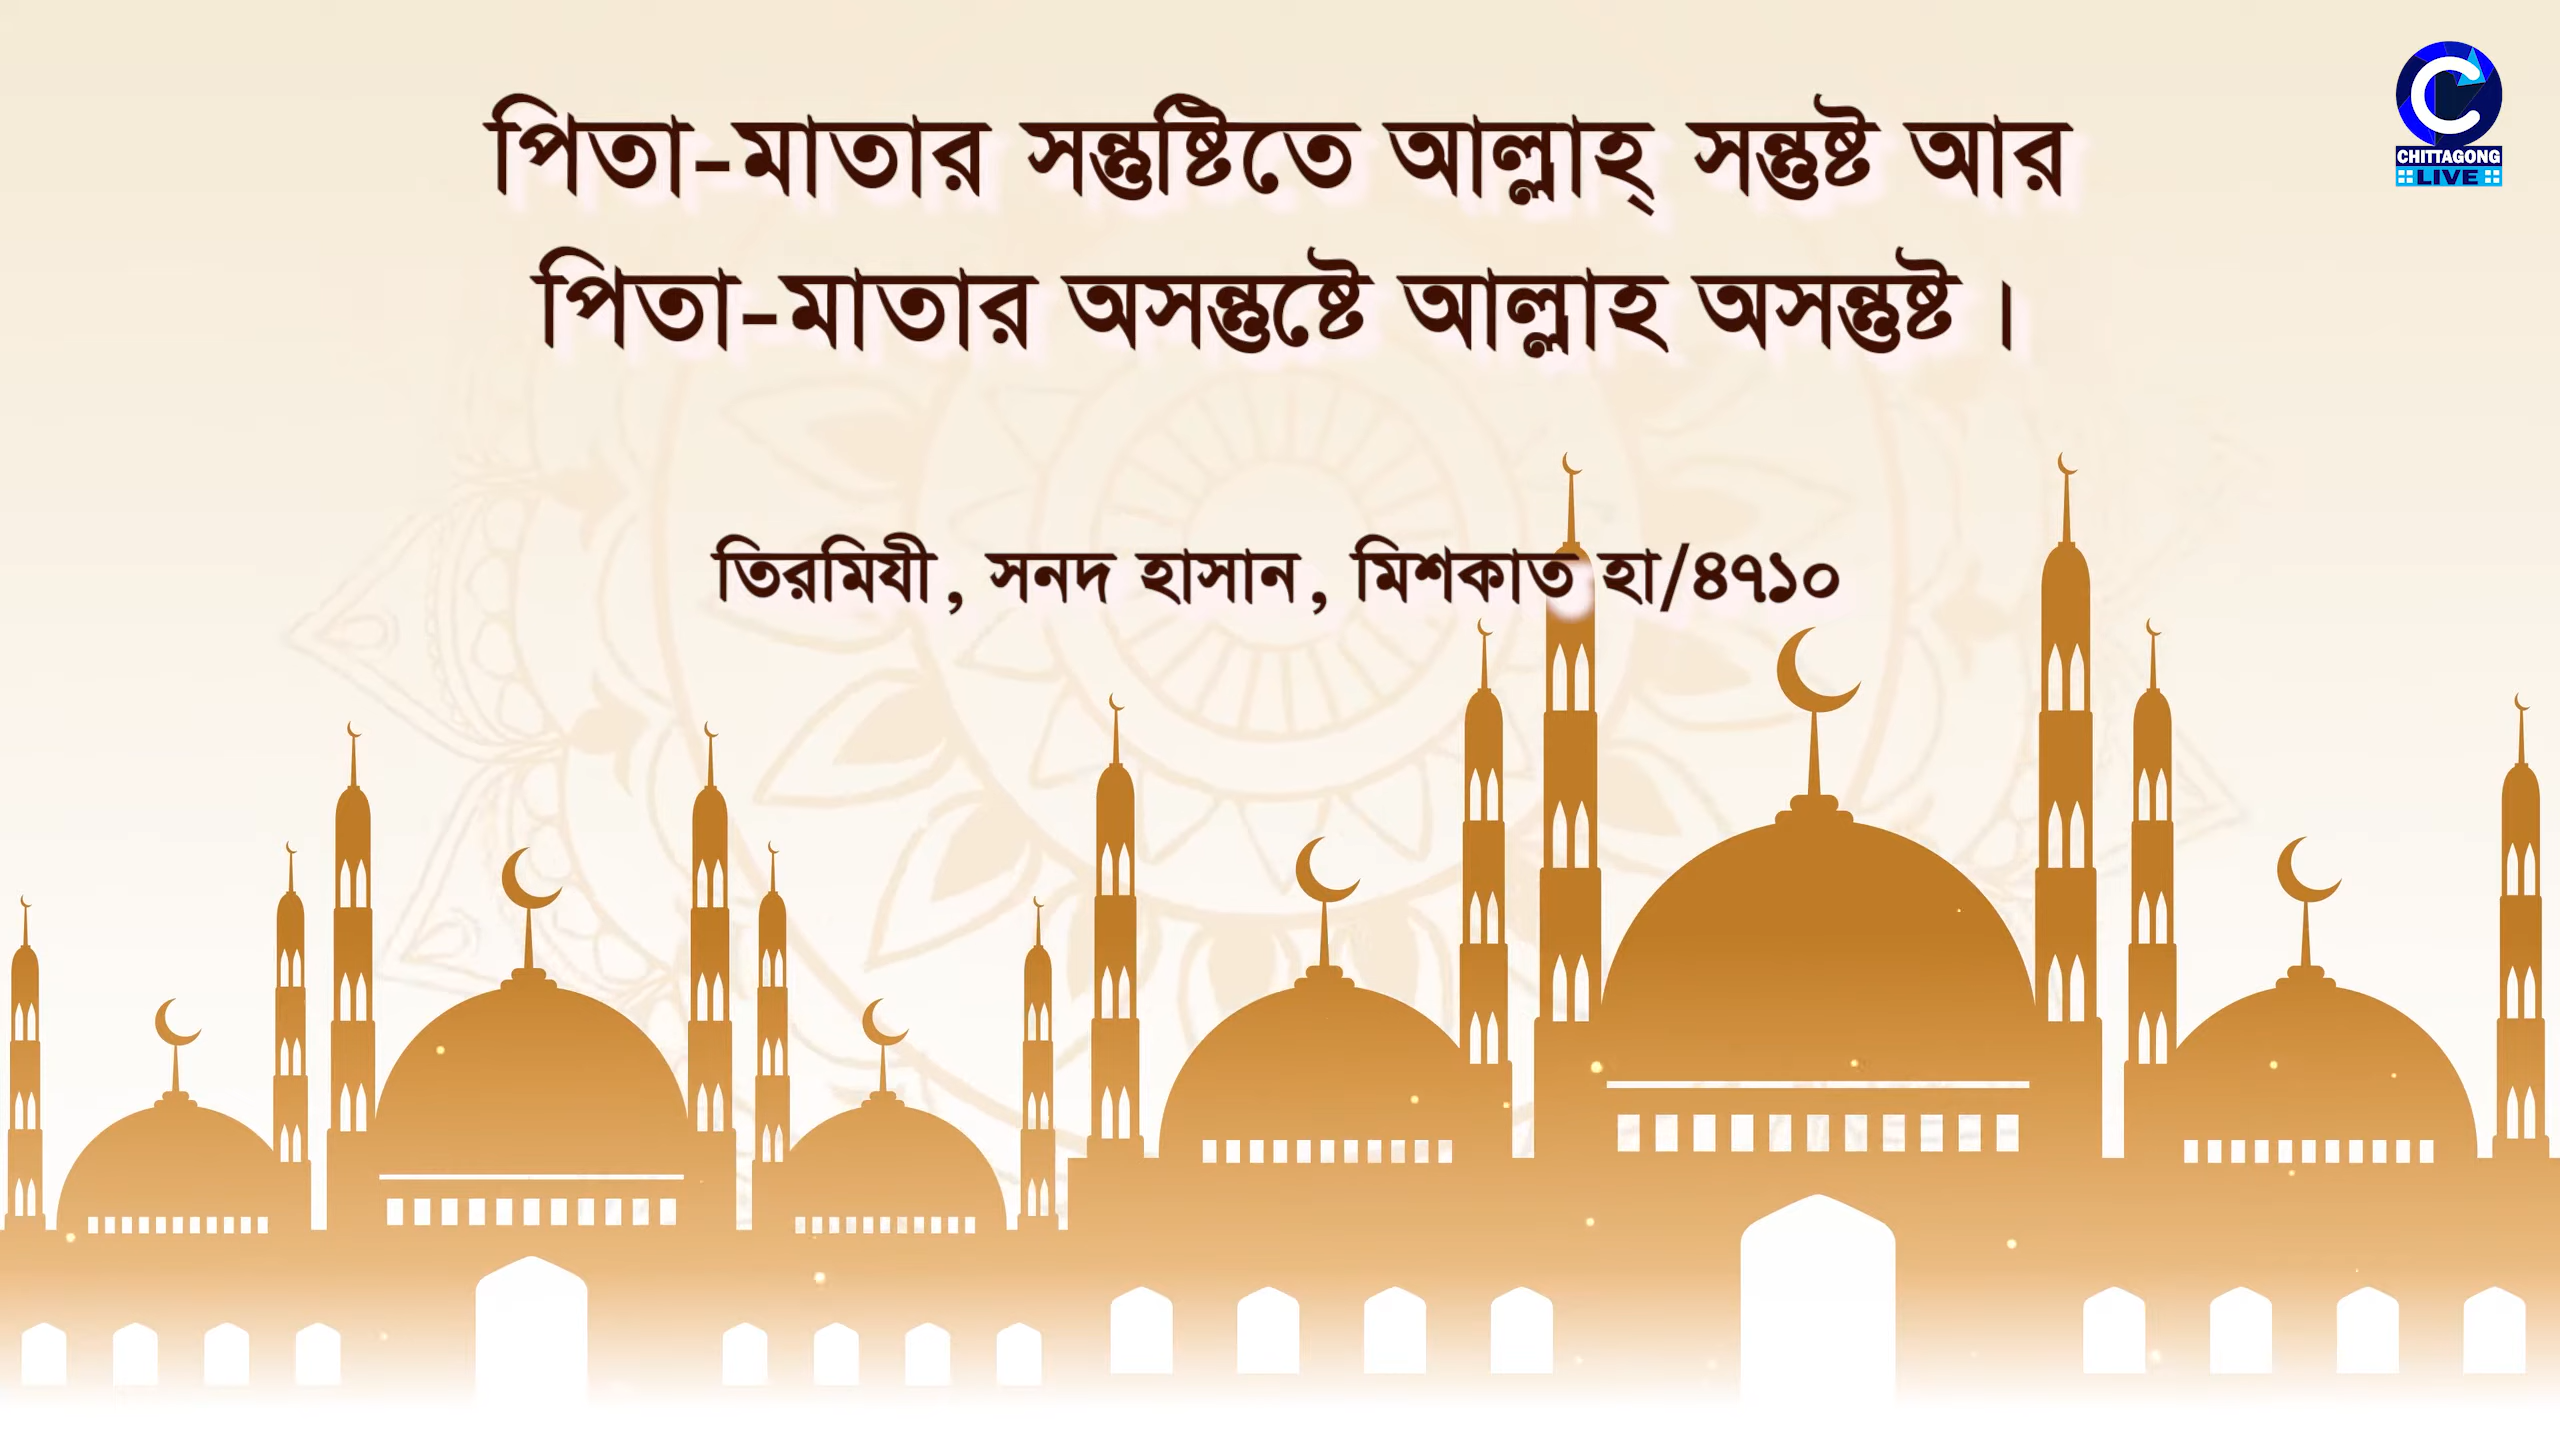 পিতা-মাতার সন্তুষ্টিতে আল্লাহ্ সন্তুষ্ট আর
পিতা-মাতার অসন্তুষ্টে আল্লাহ অসন্তুষ্ট ।
তিরমিযী, সনদ হাসান, মিশকাত হা/৪৭১০
CHITTAGONG
LIVE